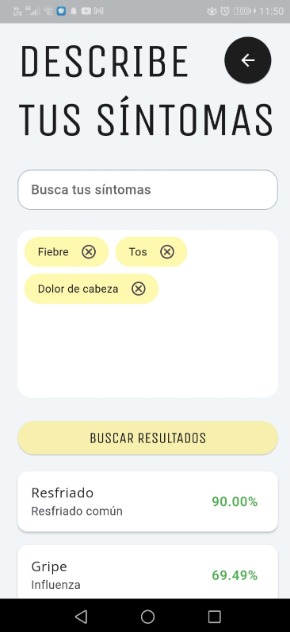 11:50
DESCRIBE
TUS SÍNTOMAS
Busca tus síntomas
Fiebre
Tos
Dolor de cabeza
BUSCAR RESULTADOS
Resfriado
90.00%
Resfriado común
Gripe
69.49%
Influenza